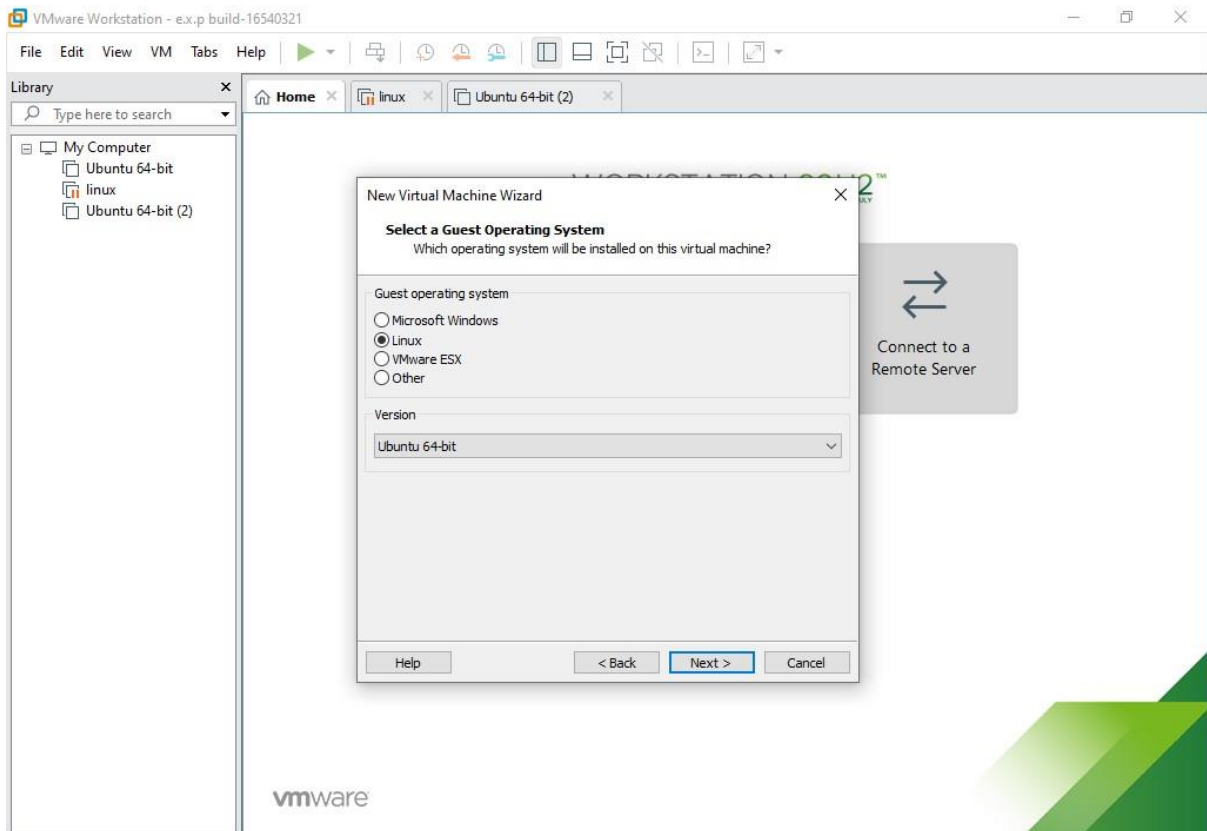 VMware Workstation - e.x.p build-16540321
File Edit View VM Tabs Help
Library
Type here to search
My Computer
Ubuntu 64-bit
linux
Ubuntu 64-bit (2)
Home
linux
Ubuntu 64-bit (2)
New Virtual Machine Wizard
Select a Guest Operating System
Which operating system will be installed on this virtual machine?
Guest operating system
Microsoft Windows
Linux
VMware ESX
Other
Version
Ubuntu 64-bit
Help < Back Next > Cancel
Connect to a
Remote Server
vmware